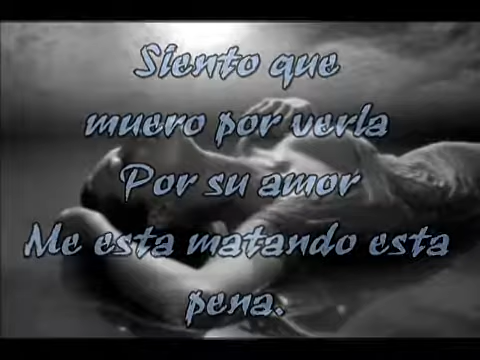 Siento que
muero por verla
Por su amor
Me esta matando esta
pena.